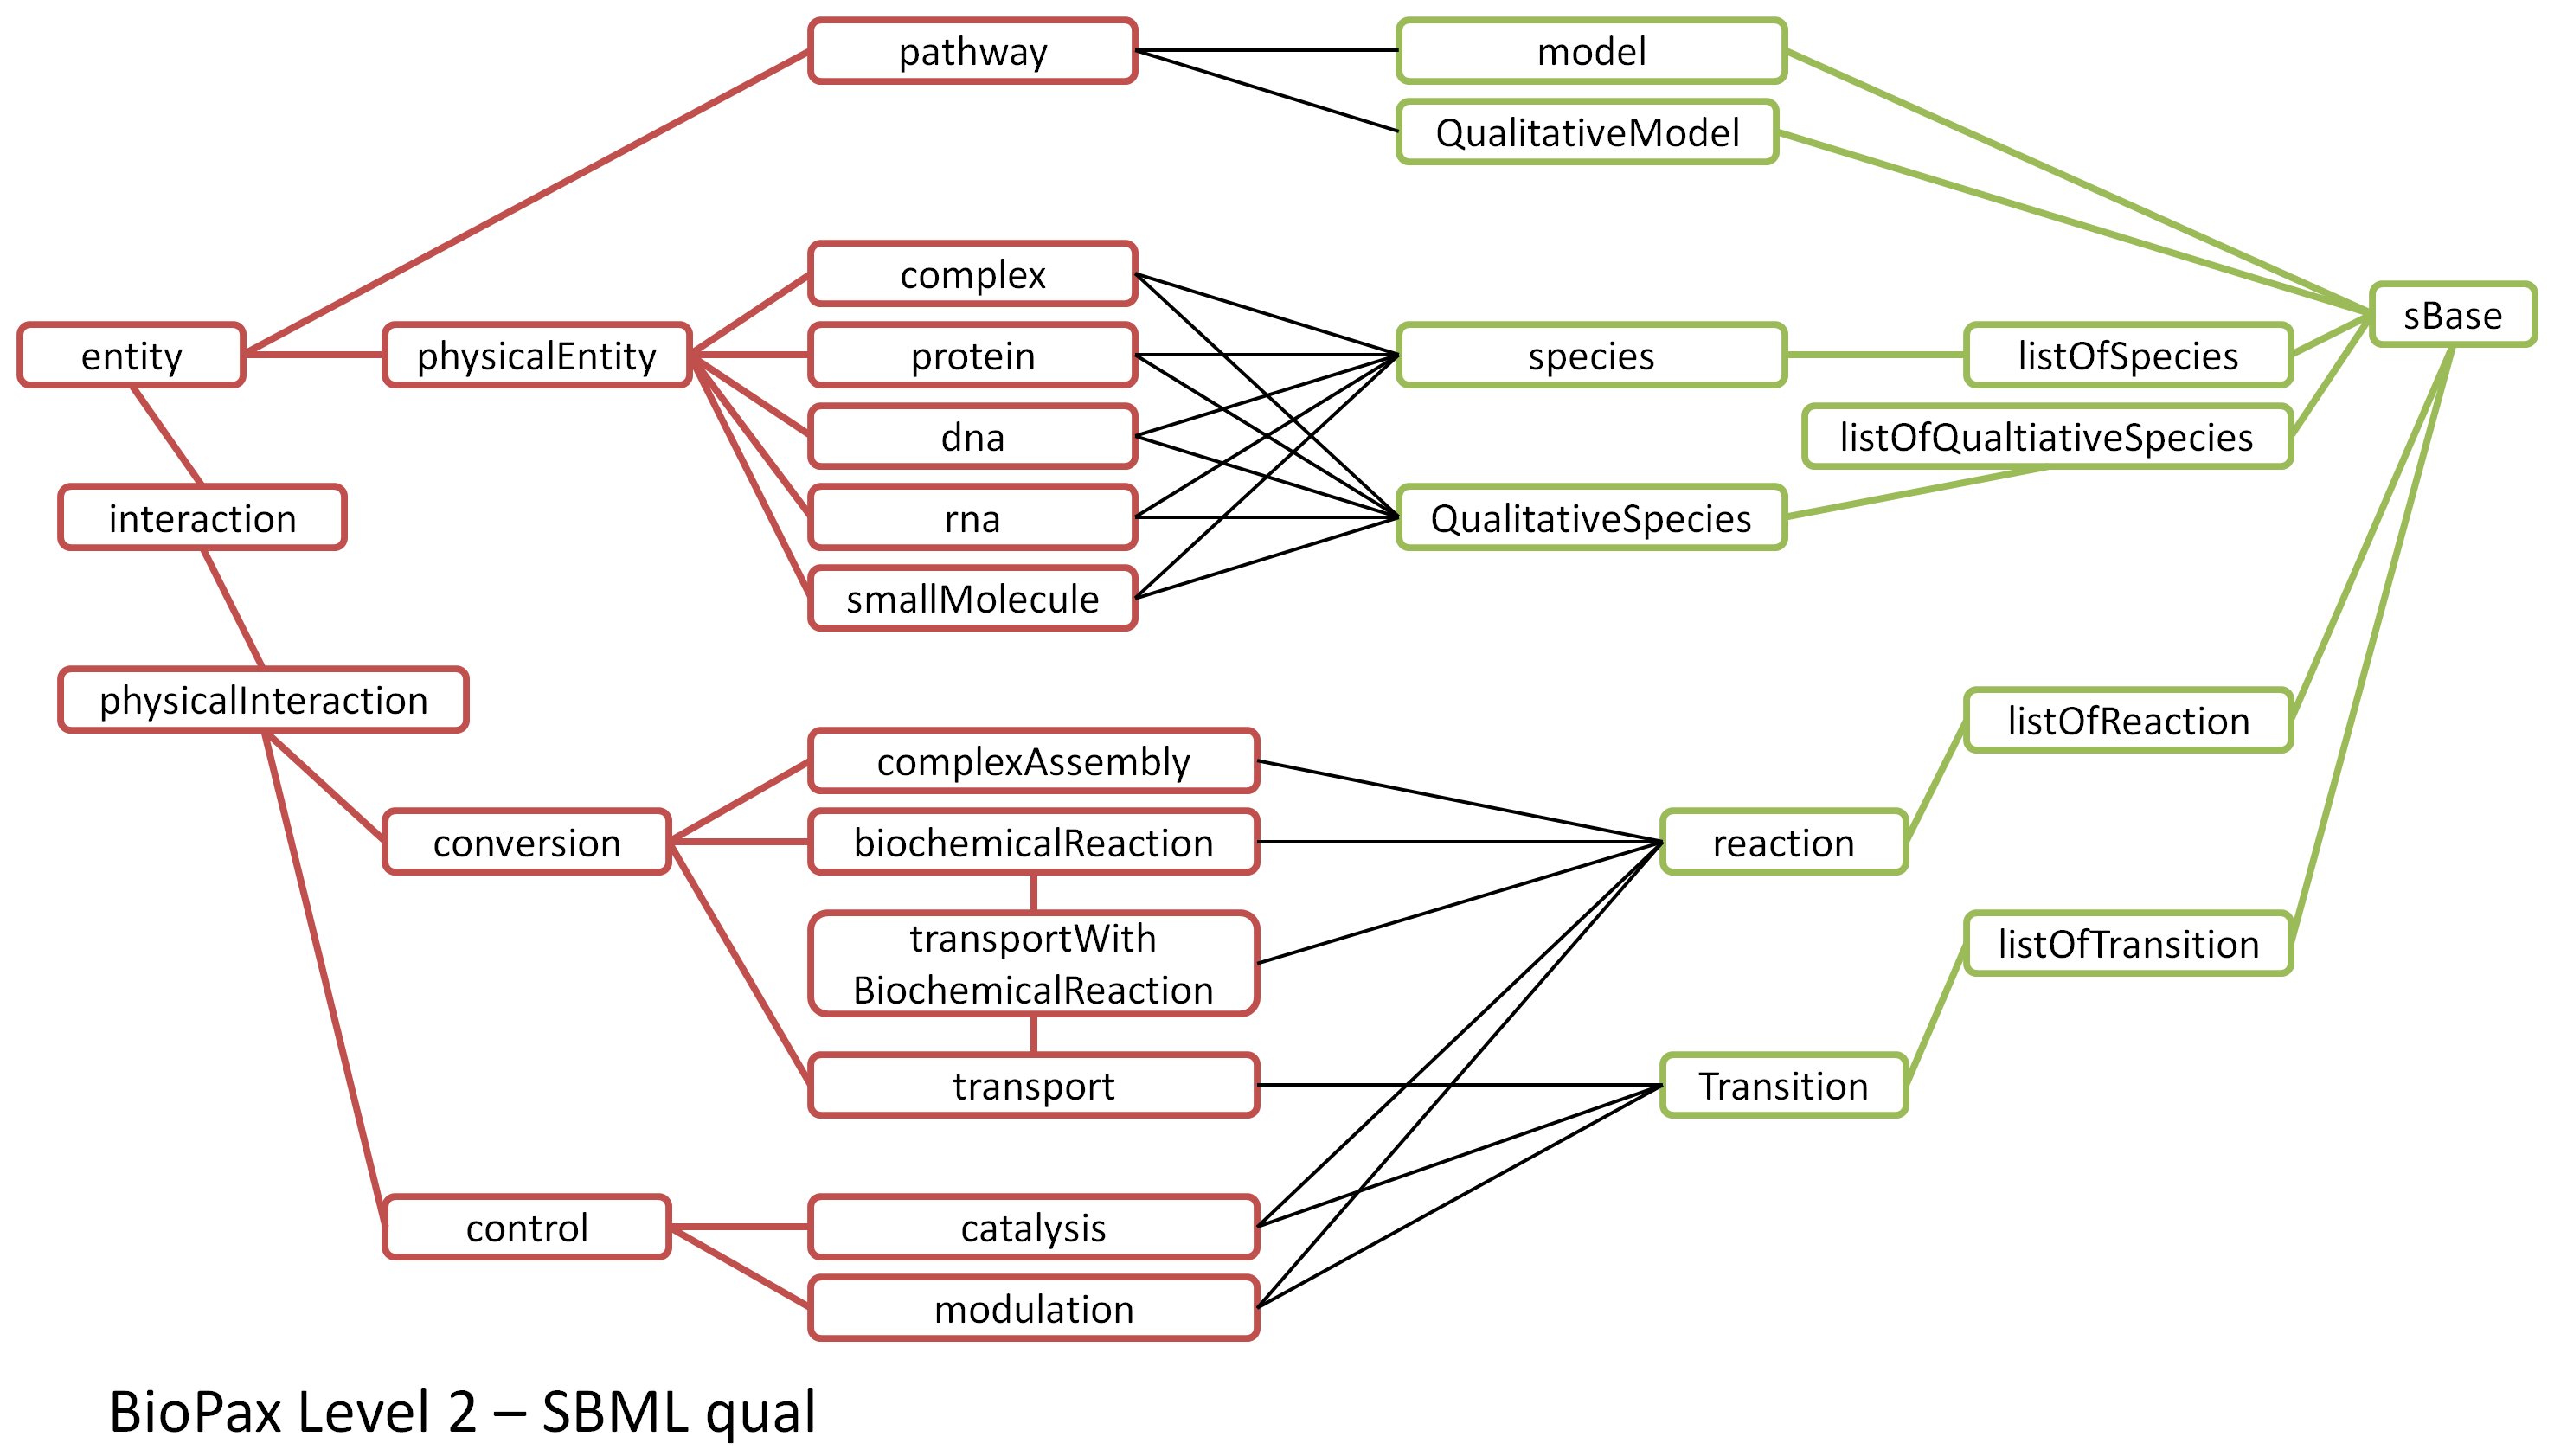 pathway
model
QualitativeModel
complex
sBase
entity
physicalEntity
protein
species
listOfSpecies
dna
listOfQualtiativeSpecies
interaction
rna
QualitativeSpecies
smallMolecule
physicalInteraction
listOfReaction
complexAssembly
conversion
biochemicalReaction
reaction
transportWith
BiochemicalReaction
listOfTransition
transport
Transition
control
catalysis
modulation
BioPax Level 2 – SBML qual